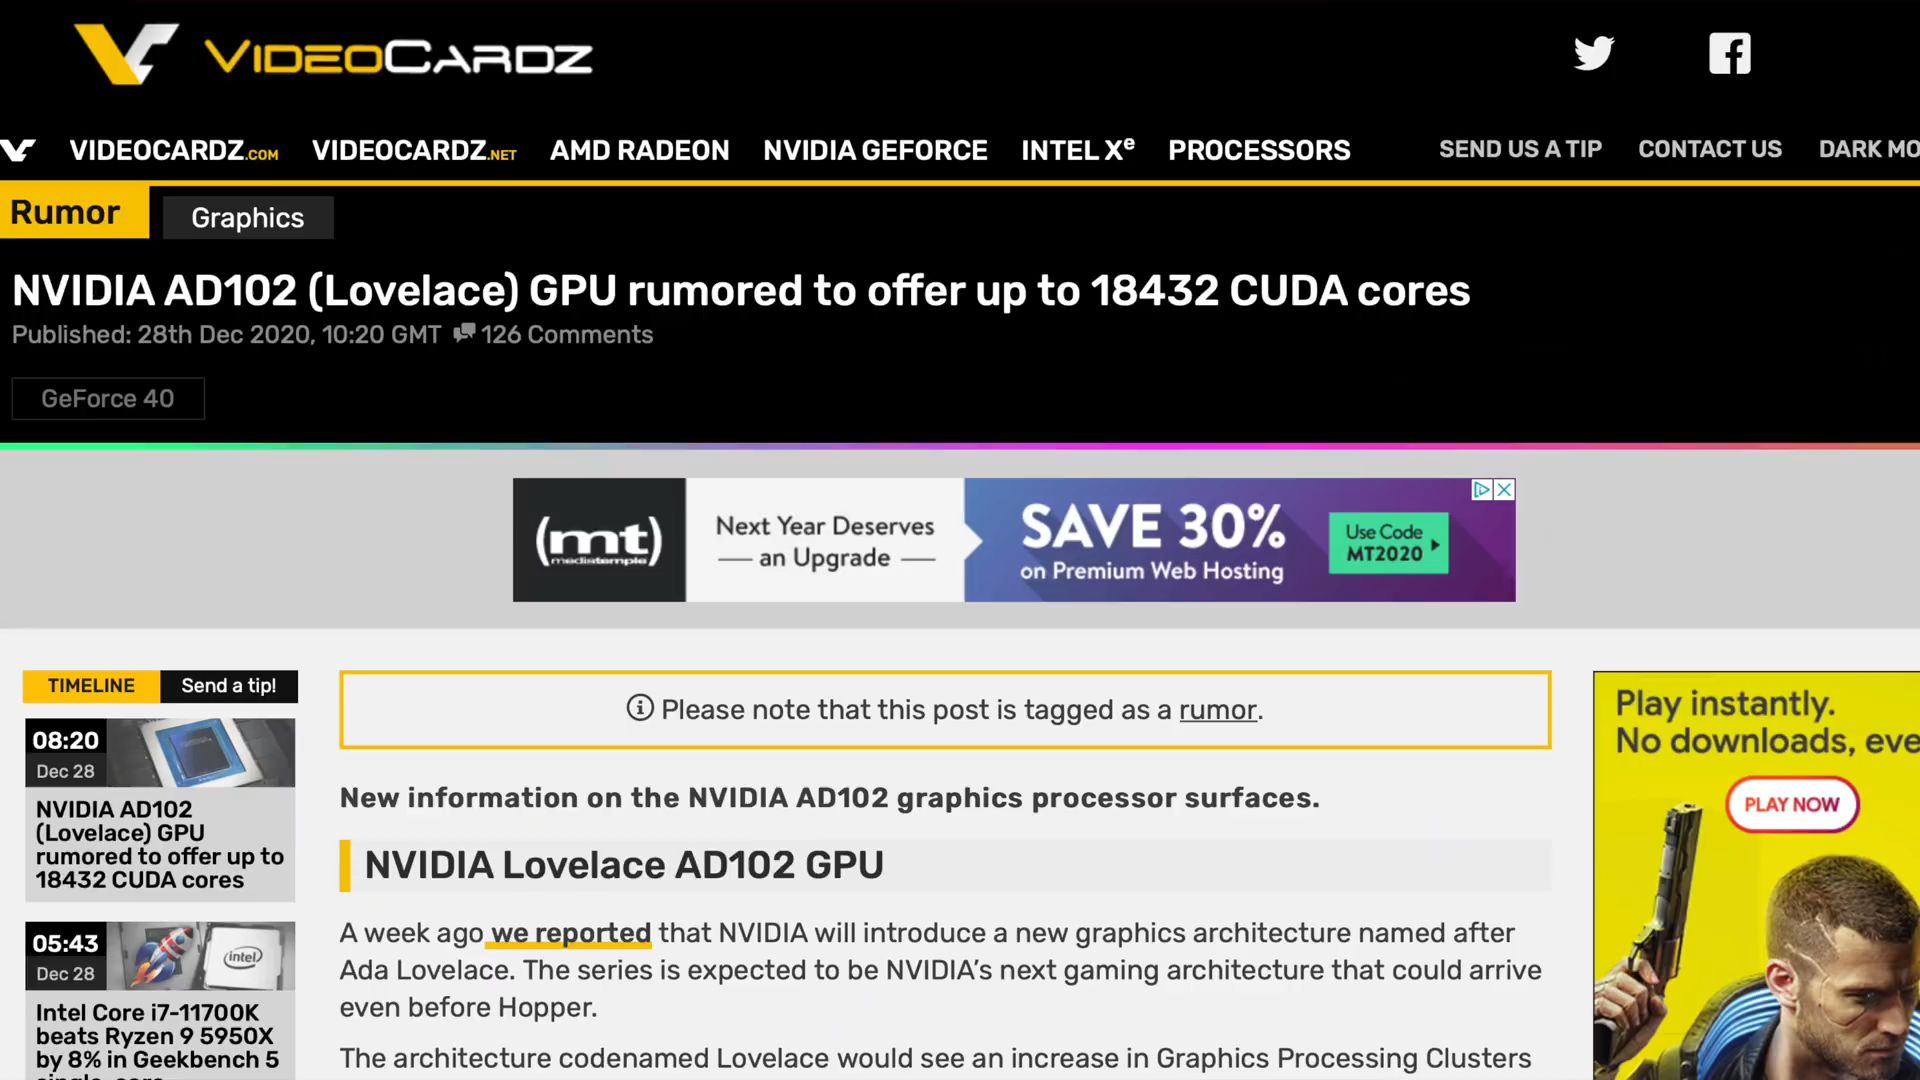 VIDEOCARDZ
VIDEOCARDZ.COM VIDEOCARDZ.NET AMD RADEON NVIDIA GEFORCE INTEL Xe PROCESSORS SEND US A TIP CONTACT US DARK MO
Rumor Graphics
NVIDIA AD102 (Lovelace) GPU rumored to offer up to 18432 CUDA cores
Published: 28th Dec 2020, 10:20 GMT 126 Comments
GeForce 40
(mt)
mediatemple
Next Year Deserves
an Upgrade
SAVE 30%
on Premium Web Hosting
Use Code
MT2020
TIMELINE Send a tip!
08:20
Dec 28
NVIDIA AD102
(Lovelace) GPU
rumored to offer up to
18432 CUDA cores
05:43
Dec 28
intel
Intel Core i7-11700K
beats Ryzen 9 5950X
by 8% in Geekbench 5
single-core
Please note that this post is tagged as a rumor.
New information on the NVIDIA AD102 graphics processor surfaces.
NVIDIA Lovelace AD102 GPU
A week ago we reported that NVIDIA will introduce a new graphics architecture named after
Ada Lovelace. The series is expected to be NVIDIA’s next gaming architecture that could arrive
even before Hopper.
The architecture codenamed Lovelace would see an increase in Graphics Processing Clusters
Play instantly.
No downloads, eve
PLAY NOW